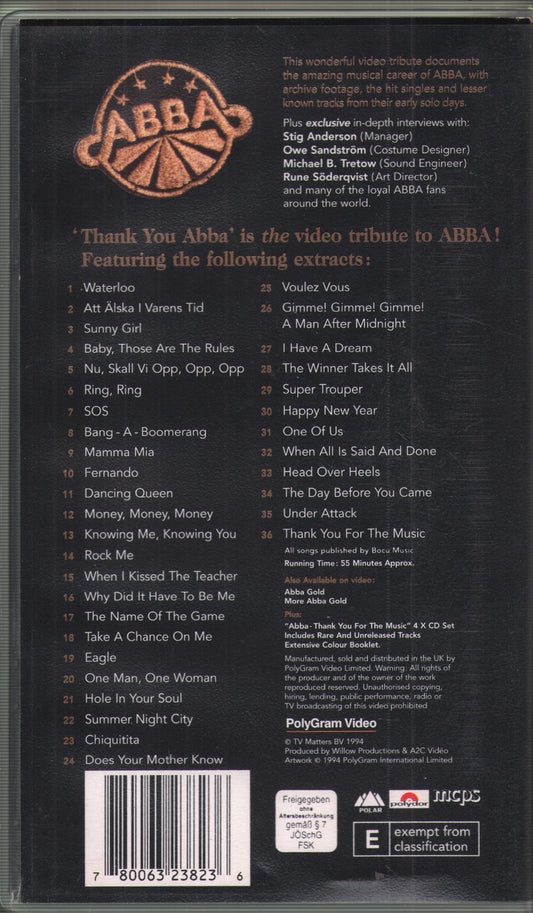 ABBA
This wonderful video tribute documents
the amazing musical career of ABBA, with
archive footage, the hit singles and lesser
known tracks from their early solo days.
Plus exclusive in-depth interviews with:
Stig Anderson (Manager)
Owe Sandström (Costume Designer)
Michael B. Tretow (Sound Engineer)
Rune Söderqvist (Art Director)
and many of the loyal ABBA fans
around the world.
'Thank You Abba' is the video tribute to ABBA!
Featuring the following extracts:
1 Waterloo
2 Att Älska I Varens Tid
3 Sunny Girl
4 Baby, Those Are The Rules
5 Nu, Skall Vi Opp, Opp, Opp
6 Ring, Ring
7 SOS
8 Bang-A-Boomerang
9 Mamma Mia
10 Fernando
11 Dancing Queen
12 Money, Money, Money
13 Knowing Me, Knowing You
14 Rock Me
15 When I Kissed The Teacher
16 Why Did It Have To Be Me
17 The Name Of The Game
18 Take A Chance On Me
19 Eagle
20 One Man, One Woman
21 Hole In Your Soul
22 Summer Night City
23 Chiquitita
24 Does Your Mother Know
25 Voulez Vous
26 Gimme! Gimme! Gimme!
A Man After Midnight
27 I Have A Dream
28 The Winner Takes It All
29 Super Trouper
30 Happy New Year
31 One Of Us
32 When All Is Said And Done
33 Head Over Heels
34 The Day Before You Came
35 Under Attack
36 Thank You For The Music
All songs published by Bocu Music
Running Time: 55 Minutes Approx.
Also Available on video:
Abba Gold
More Abba Gold
Plus:
"Abba-Thank You For The Music" 4 X CD Set
Includes Rare And Unreleased Tracks
Extensive Colour Booklet.
Manufactured, sold and distributed in the UK by
PolyGram Video Limited. Warning: All rights of
the producer and of the owner of the work
reproduced reserved. Unauthorised copying,
hiring, lending, public performance, radio or
TV broadcasting of this video prohibited
PolyGram Video
© TV Matters BV 1994
Produced by Willow Productions & A2C Video
Artwork © 1994 PolyGram International Limited
7 80063 23823 6
Freigegeben
ohne
Altersbeschränkung
gemäß § 7
JÖSchG
FSK
POLAR
polydor
mcps
E exempt from
classification